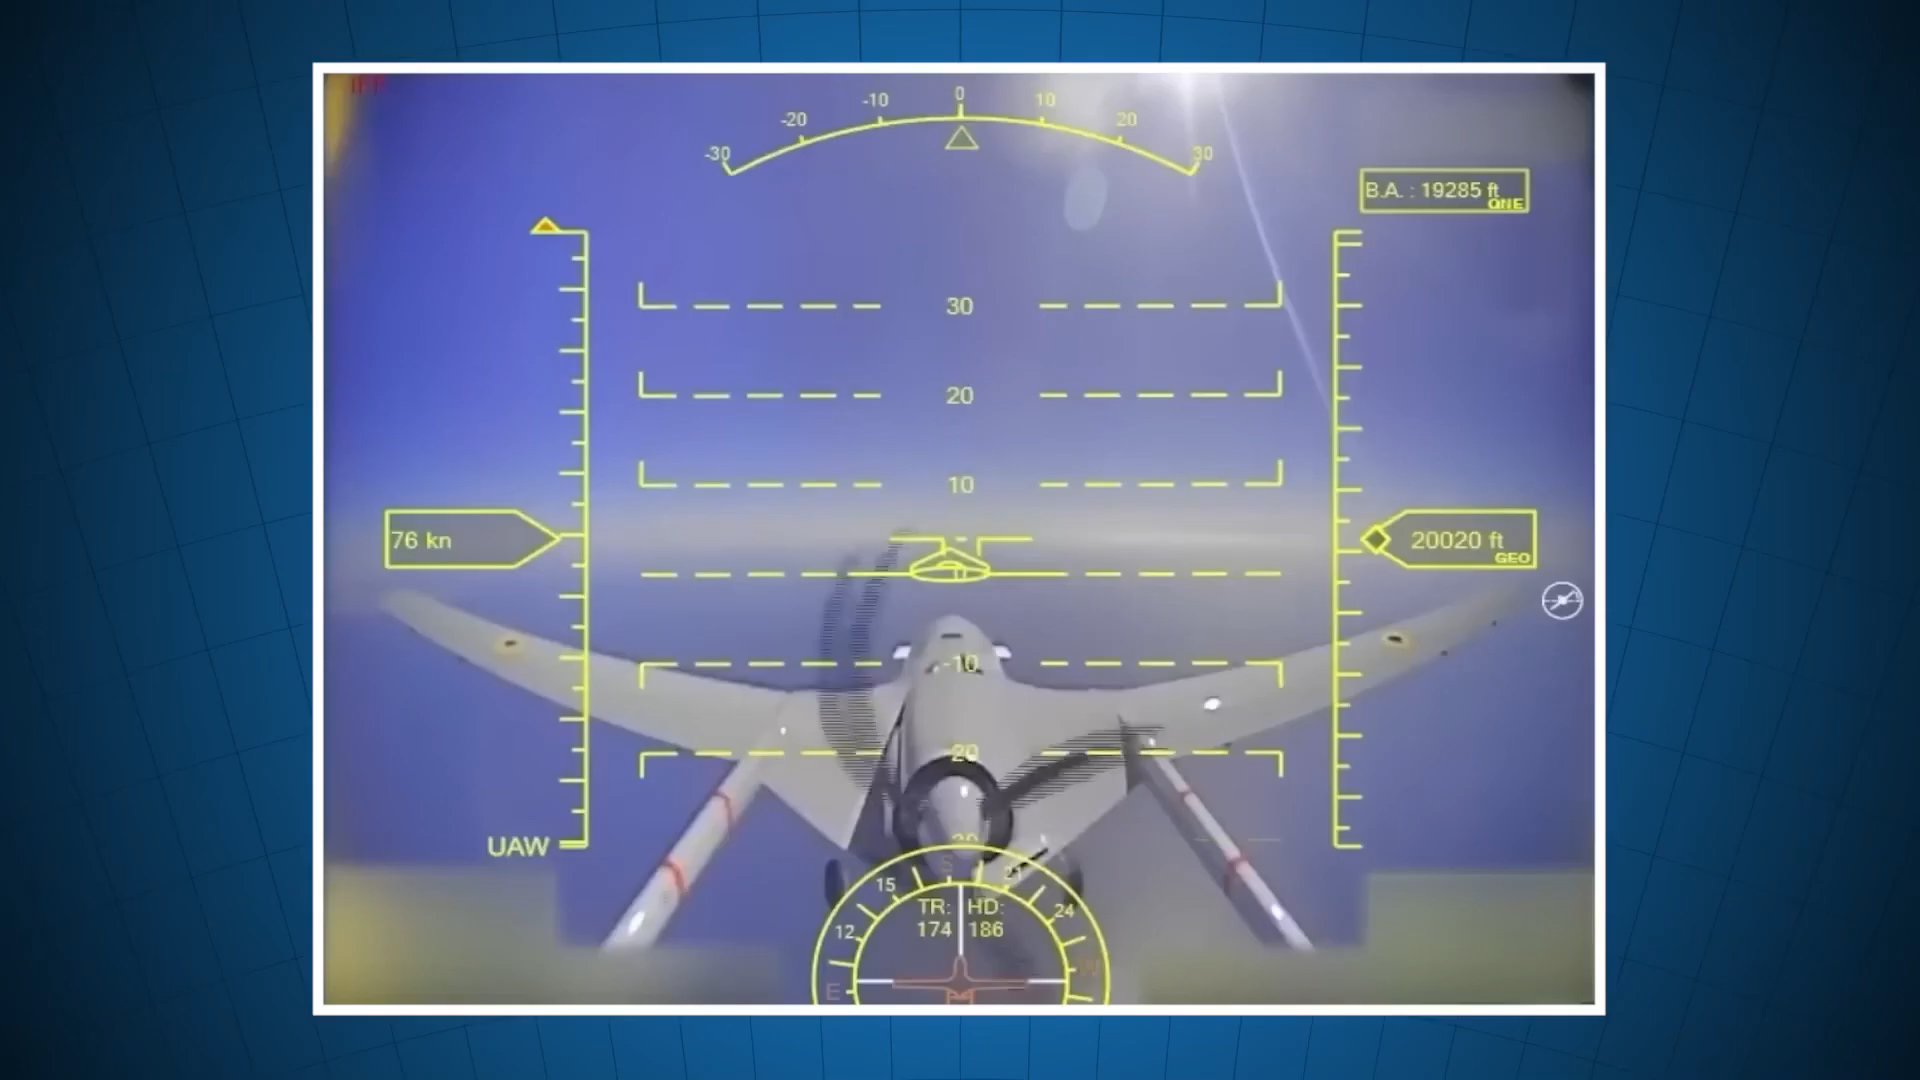 0
-10 10
-20 20
-30 30
B.A. : 19285 ft
QNE
30
20
10
76 kn
20020 ft
GEO
-10
-20
UAW
S
15 21
TR: HD:
174 186
12 24
E W